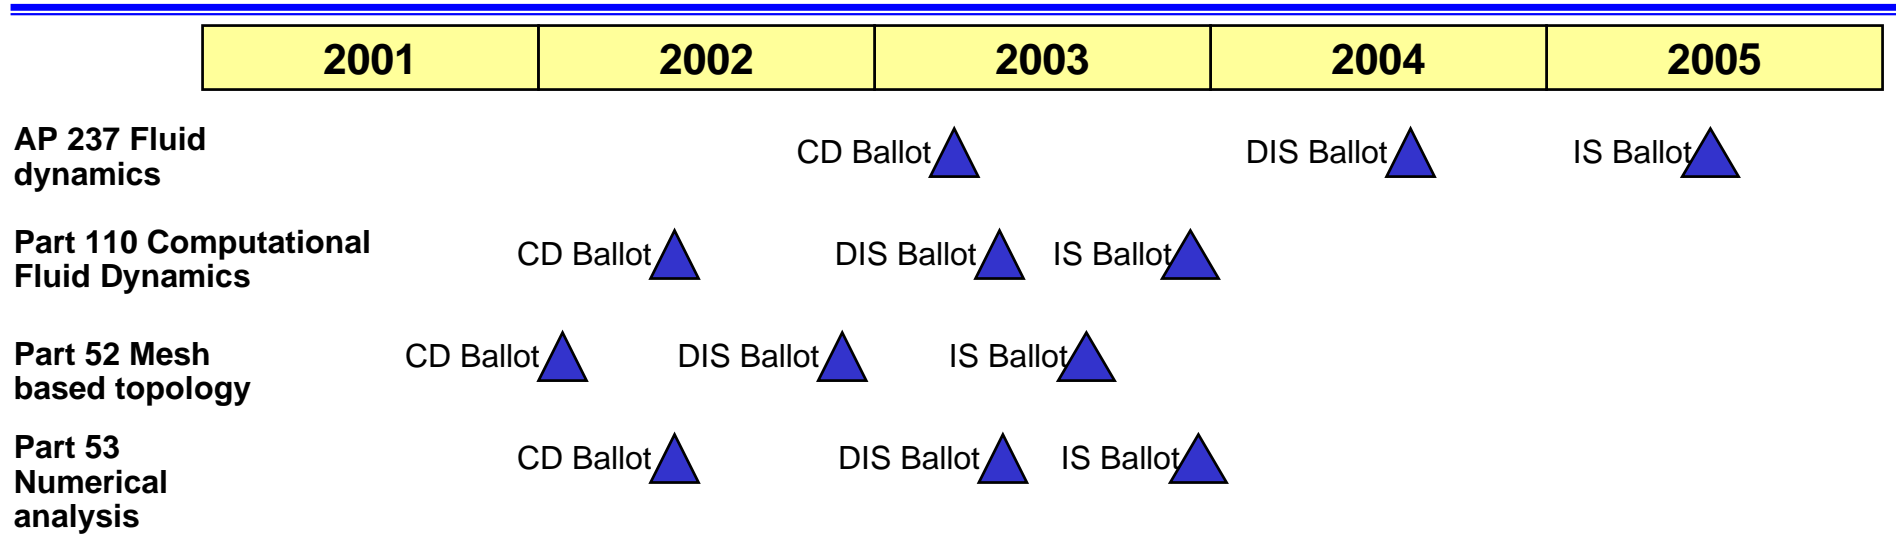 2001 2002 2003 2004 2005
AP 237 Fluid
dynamics
CD Ballot DIS Ballot IS Ballot
Part 110 Computational
Fluid Dynamics
CD Ballot DIS Ballot IS Ballot
Part 52 Mesh
based topology
CD Ballot DIS Ballot IS Ballot
Part 53
Numerical
analysis
CD Ballot DIS Ballot IS Ballot